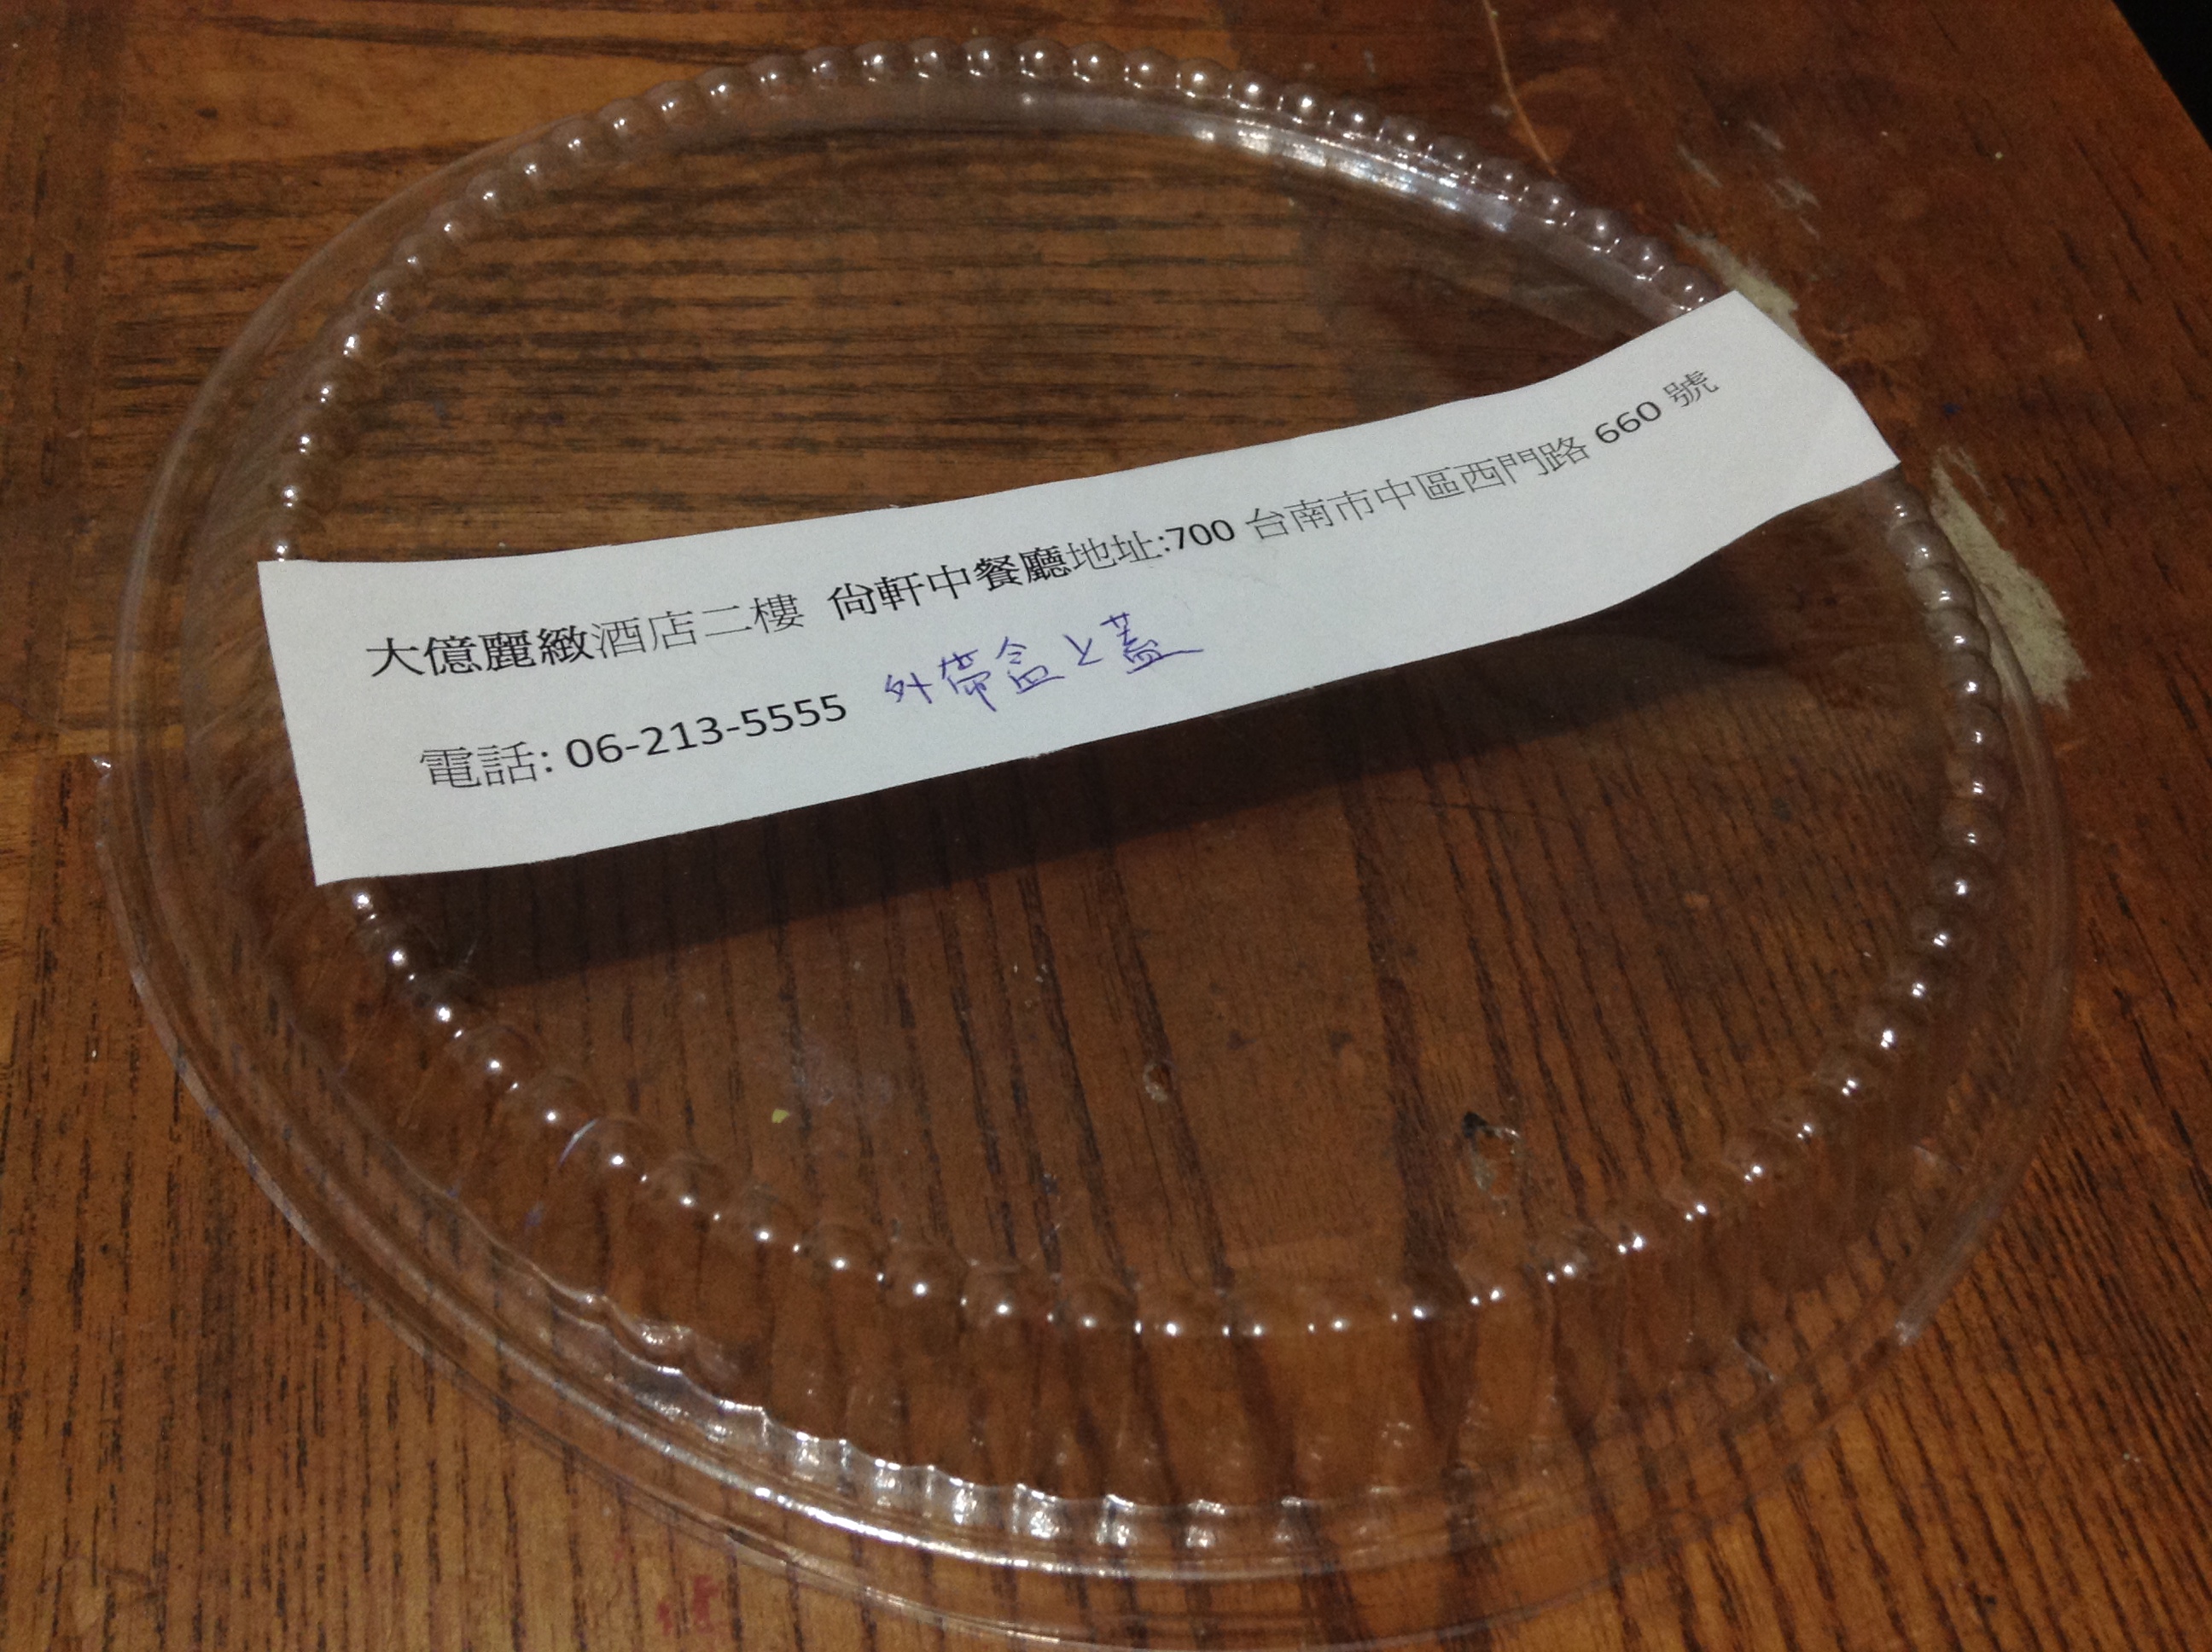 大億麗緻酒店二樓 尙軒中餐廳地址:700 台南市中區西門路 660 號
電話: 06-213-5555 外帶盒上蓋